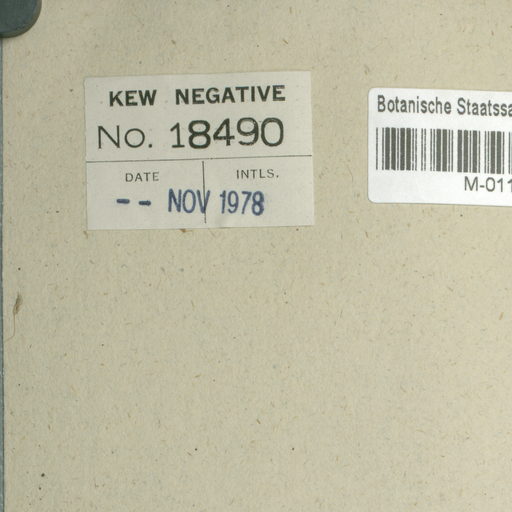 KEW NEGATIVE
No. 18490
DATE INTLS.
-- NOV 1978
Botanische Staatssa
M-011